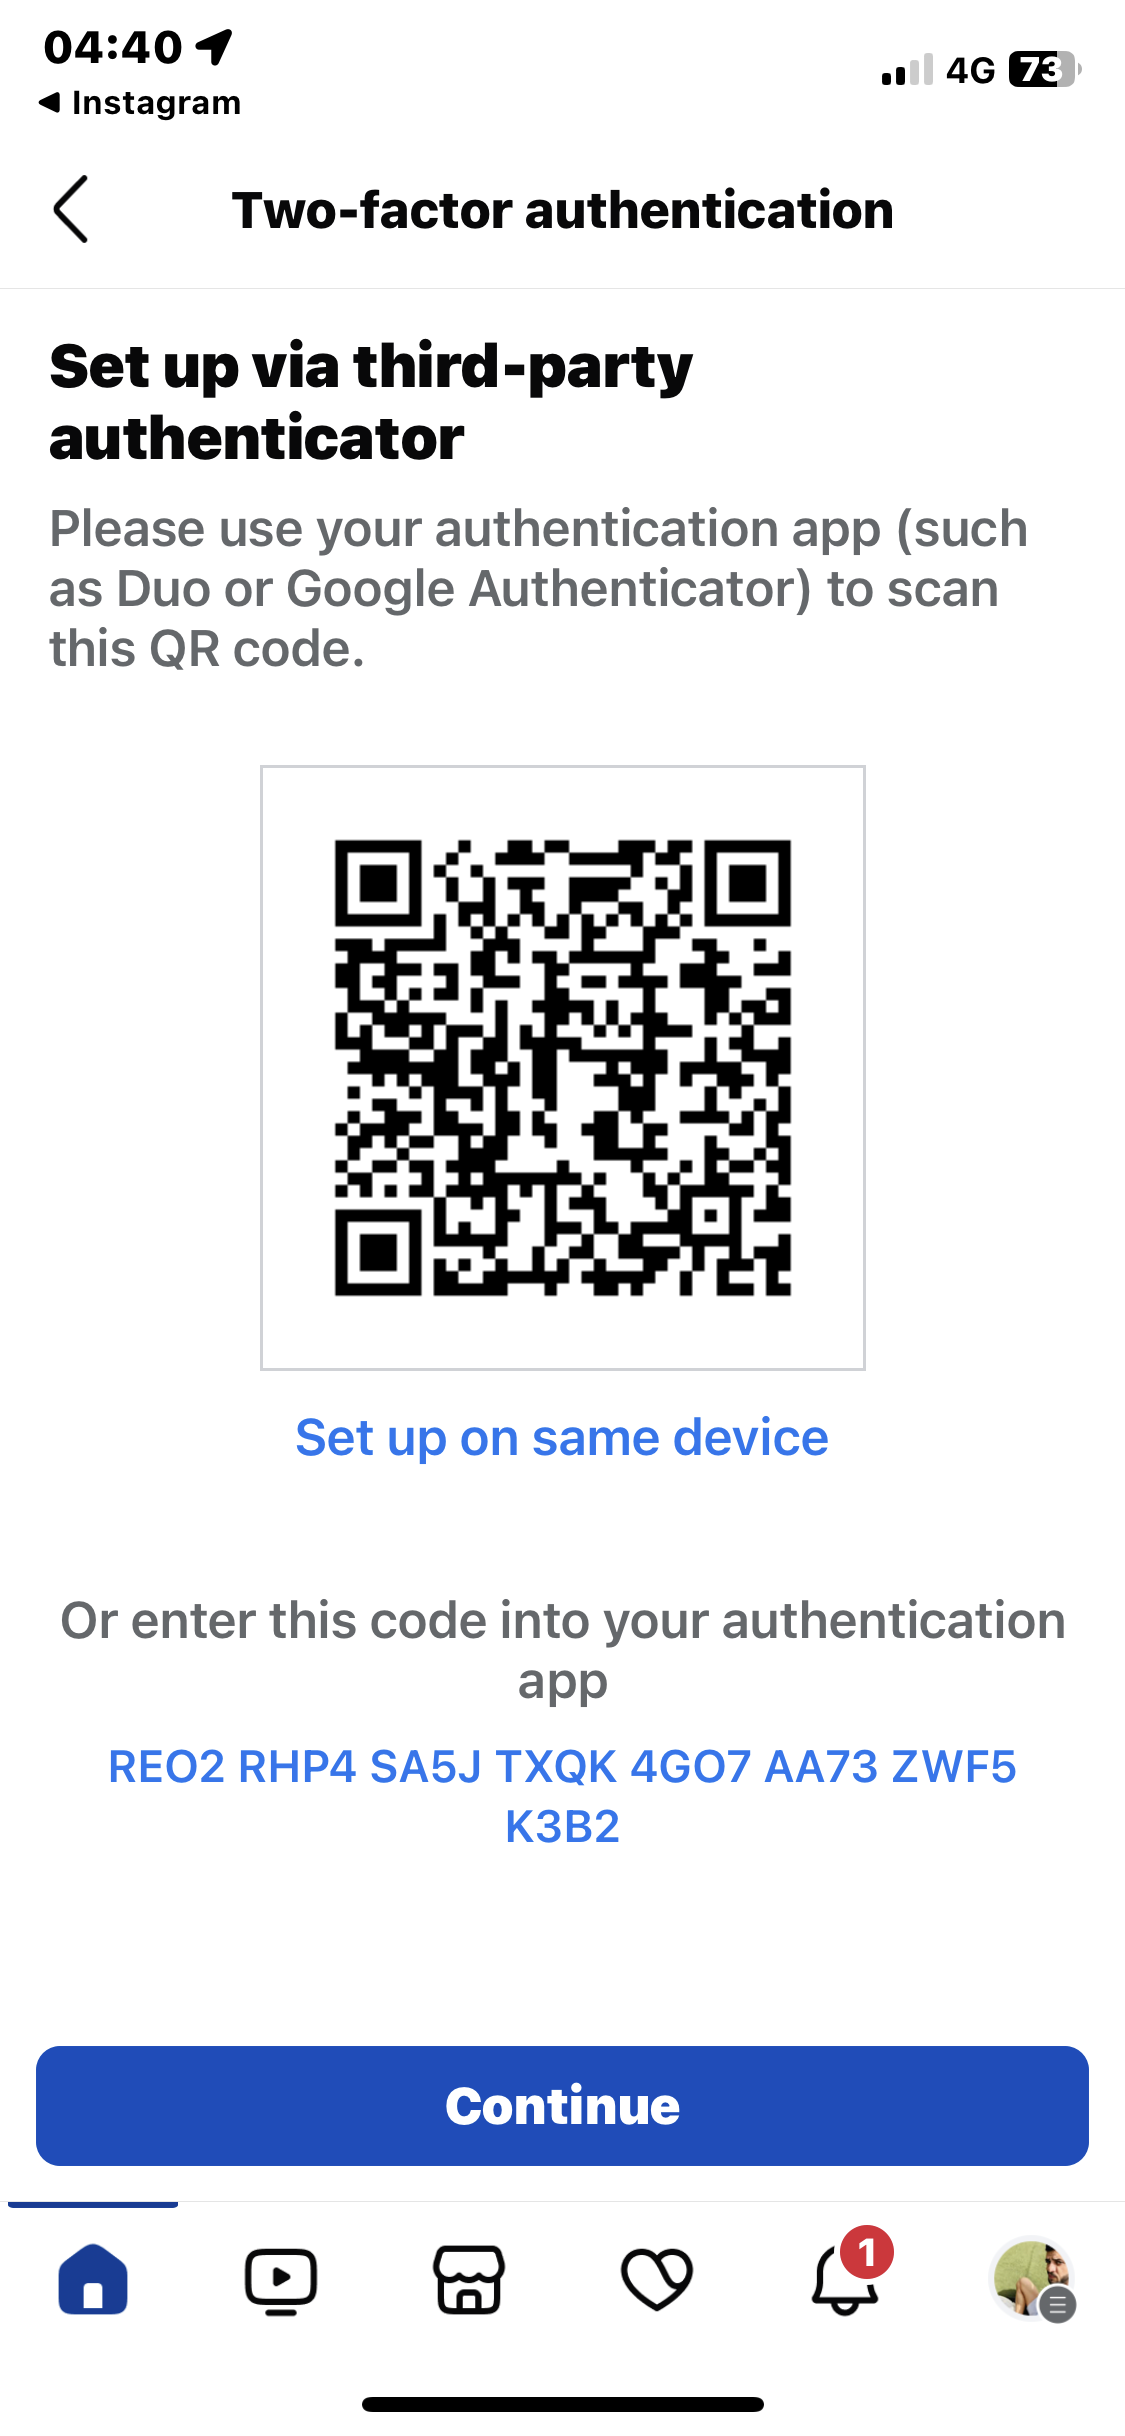 04:40
4G 73
Instagram
Two-factor authentication
Set up via third-party
authenticator
Please use your authentication app (such
as Duo or Google Authenticator) to scan
this QR code.
Set up on same device
Or enter this code into your authentication
app
REO2 RHP4 SA5J TXQK 4GO7 AA73 ZWF5
K3B2
Continue
1